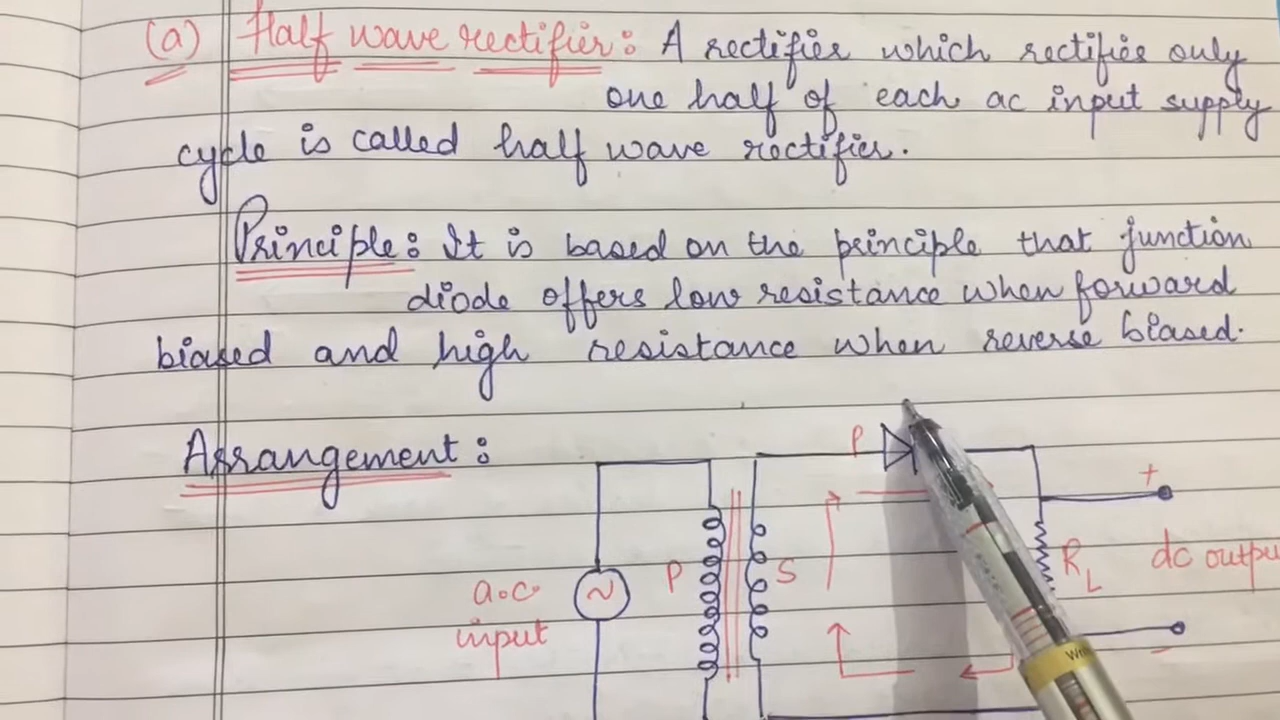 (a) Half wave rectifier: A rectifier which rectifies only
one half of each ac input supply
cycle is called half wave rectifier.
Principle: It is based on the principle that junction
diode offers low resistance when forward
biased and high resistance when reverse biased.
Arrangement:
P
+
a.c.
input
P
S
RL
dc outpu
-